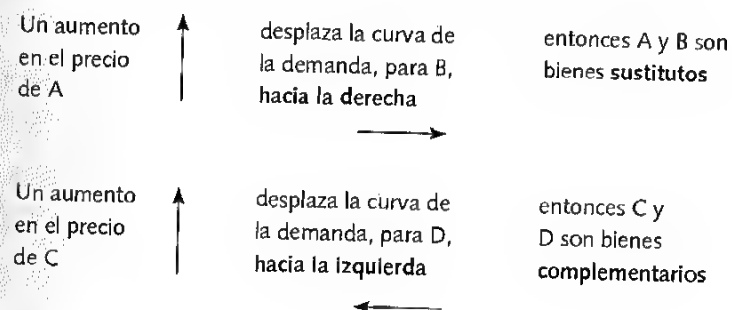 Un aumento
en el precio
de A
desplaza la curva de
la demanda, para B,
hacia la derecha
entonces A y B son
bienes sustitutos
Un aumento
en el precio
de C
desplaza la curva de
la demanda, para D,
hacia la izquierda
entonces C y
D son bienes
complementarios